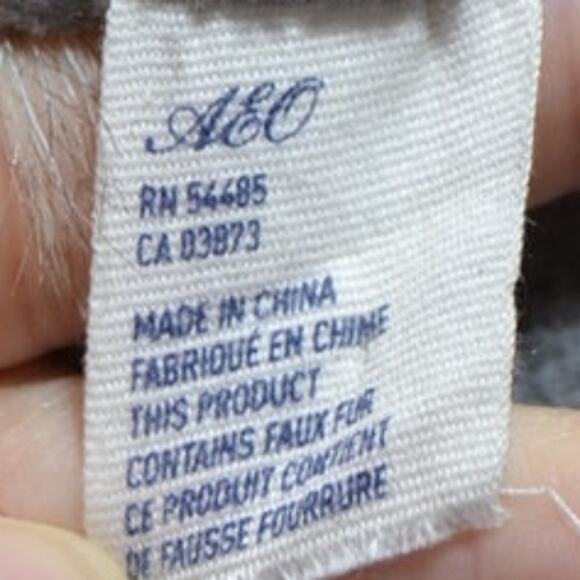 AEO
RN 54485
CA 03873
MADE IN CHINA
FABRIQUÉ EN CHINE
THIS PRODUCT
CONTAINS FAUX FUR
CE PRODUIT CONTIENT
DE FAUSSE FOURRURE